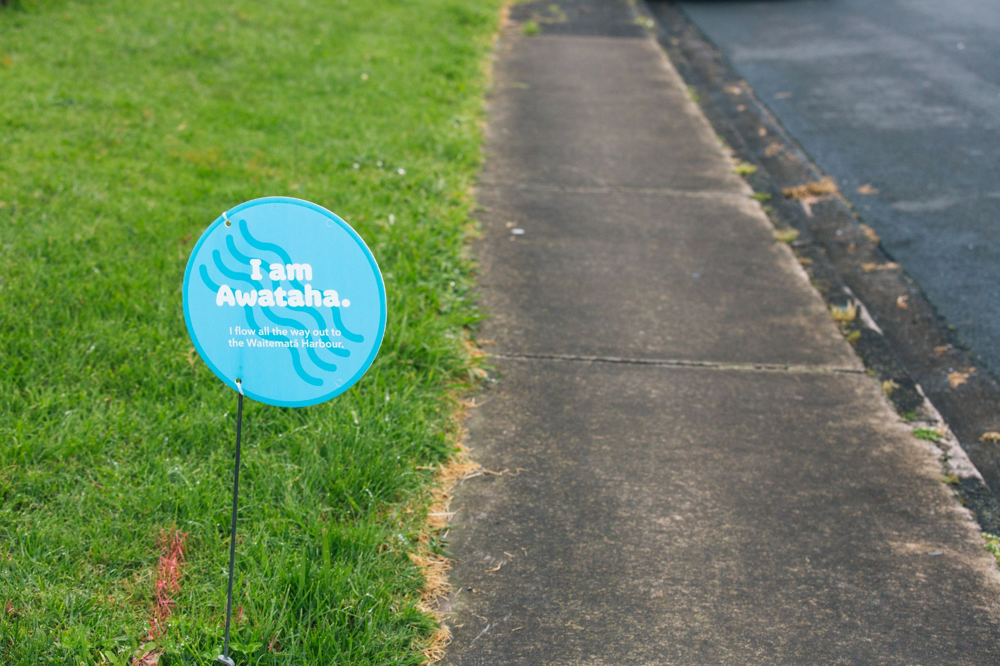 I am
Awataha.
I flow all the way out to
the Waitematā Harbour.